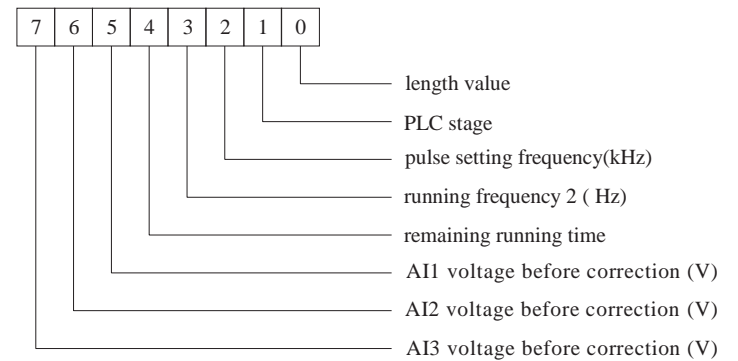 7 6 5 4 3 2 1 0
length value
PLC stage
pulse setting frequency(kHz)
running frequency 2 ( Hz)
remaining running time
AI1 voltage before correction (V)
AI2 voltage before correction (V)
AI3 voltage before correction (V)